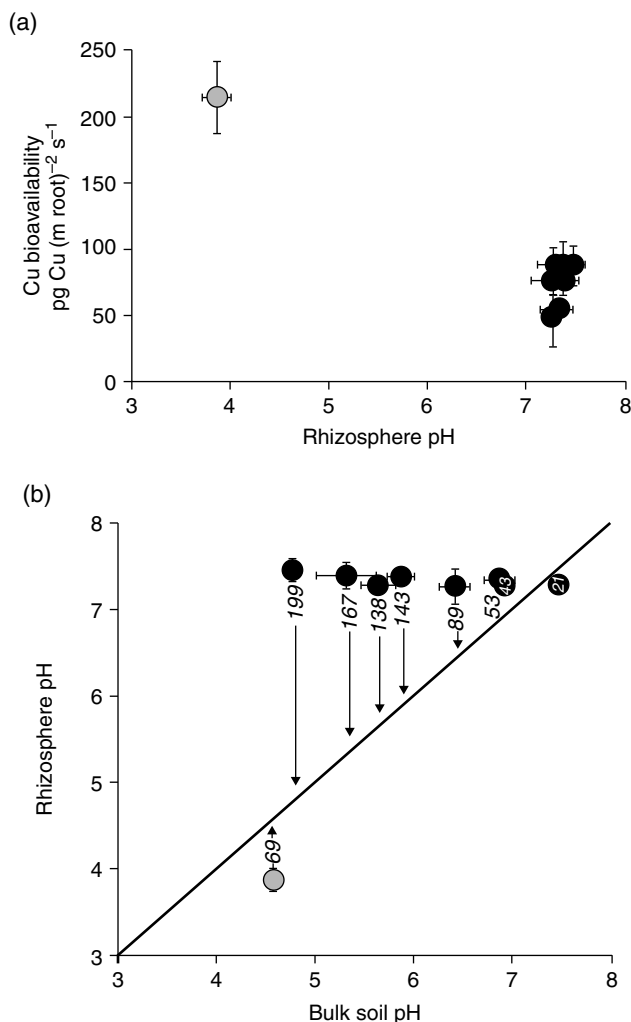 (a)
Cu bioavailability
pg Cu (m root)⁻² s⁻¹
250
200
150
100
50
0
3 4 5 6 7 8
Rhizosphere pH
(b)
Rhizosphere pH
8
7
6
5
4
3
199 167 138 143 89 53 43 21
69
3 4 5 6 7 8
Bulk soil pH